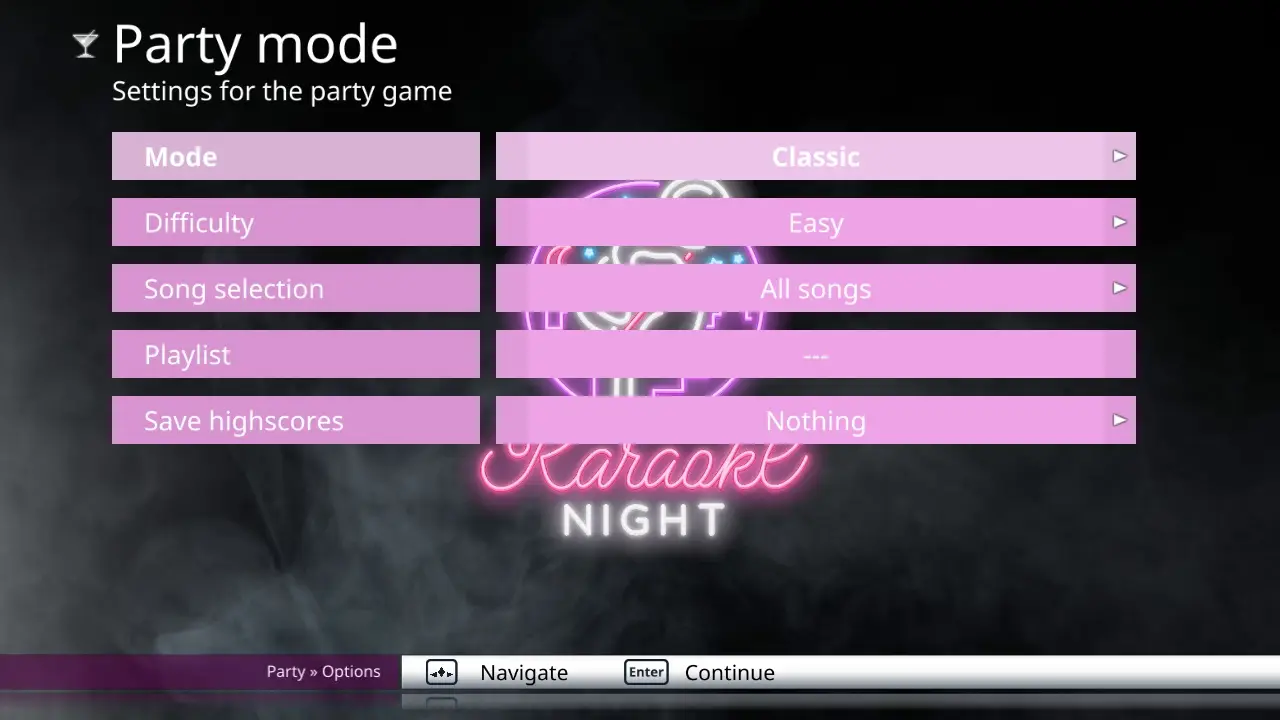 Party mode
Settings for the party game
Mode Classic
Difficulty Easy
Song selection All songs
Playlist ---
Save highscores Nothing
Karaoke
NIGHT
Party » Options Navigate Enter Continue